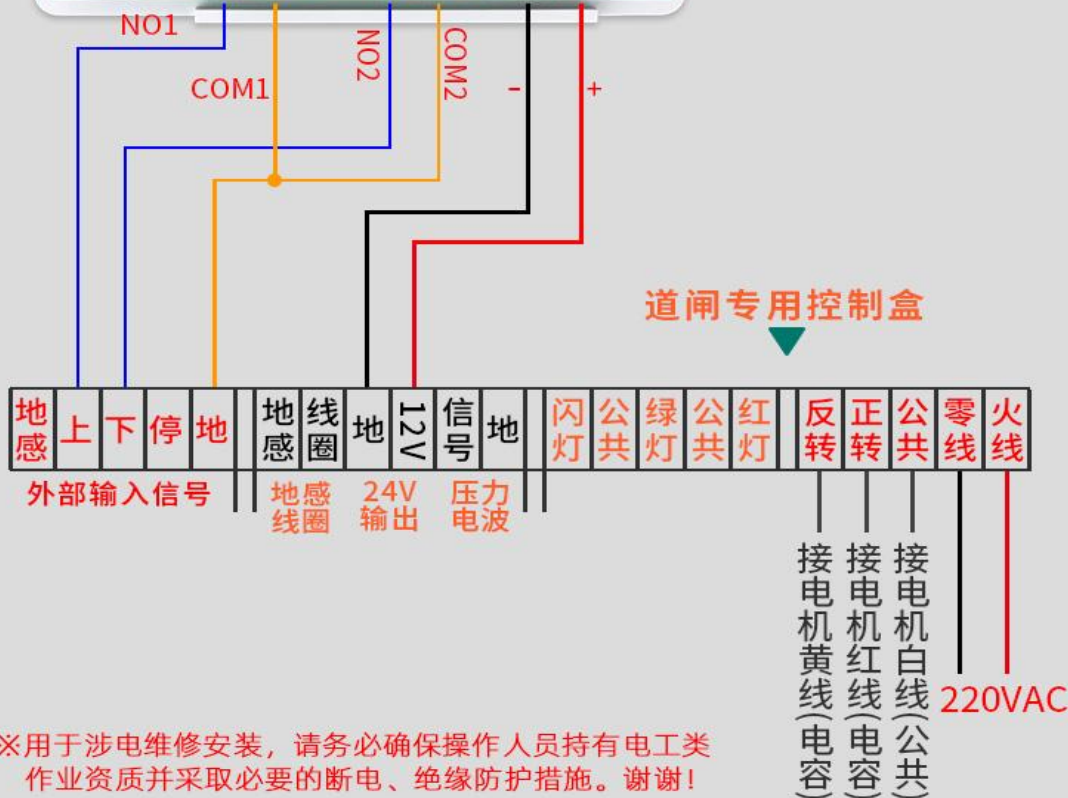 NO1
COM1
NO2
COM2
-
+
道闸专用控制盒
地感
上
下
停
地
地感
线圈
地
12V
信号
地
闪灯
公共
绿灯
公共
红灯
反转
正转
公共
零线
火线
外部输入信号
地感
线圈
24V
输出
压力
电波
接电机黄线(电容
接电机红线(电容
接电机白线(公共
220VAC
※用于涉电维修安装，请务必确保操作人员持有电工类
作业资质并采取必要的断电、绝缘防护措施。谢谢！